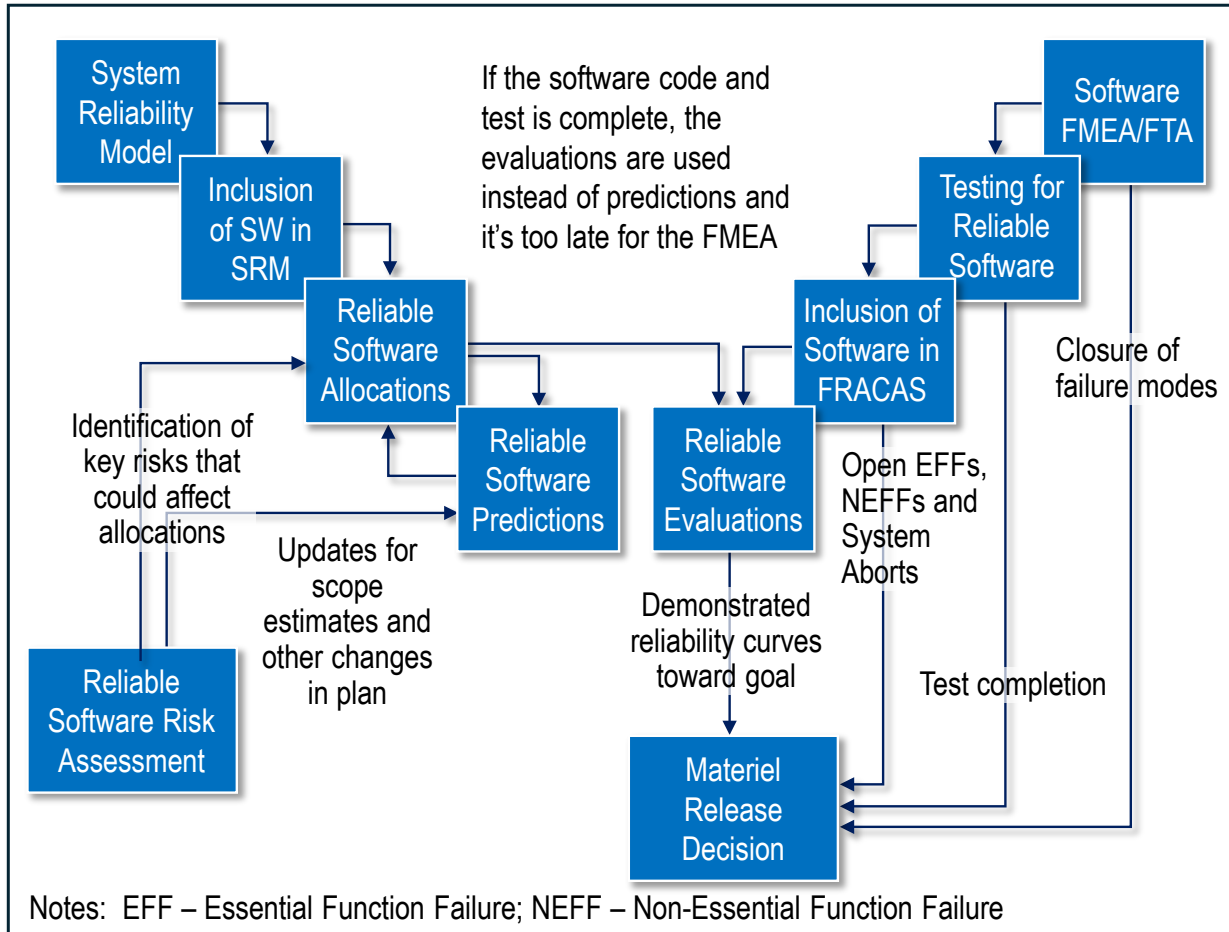 System
Reliability
Model
Inclusion
of SW in
SRM
Reliable
Software
Allocations
Reliable
Software
Predictions
If the software code and
test is complete, the
evaluations are used
instead of predictions and
it's too late for the FMEA
Software
FMEA/FTA
Testing for
Reliable
Software
Inclusion of
Software in
FRACAS
Reliable
Software
Evaluations
Closure of
failure modes
Identification of
key risks that
could affect
allocations
Updates for
scope
estimates and
other changes
in plan
Open EFFs,
NEFFs and
System
Aborts
Demonstrated
reliability curves
toward goal
Test completion
Reliable
Software Risk
Assessment
Materiel
Release
Decision
Notes:  EFF – Essential Function Failure; NEFF – Non-Essential Function Failure